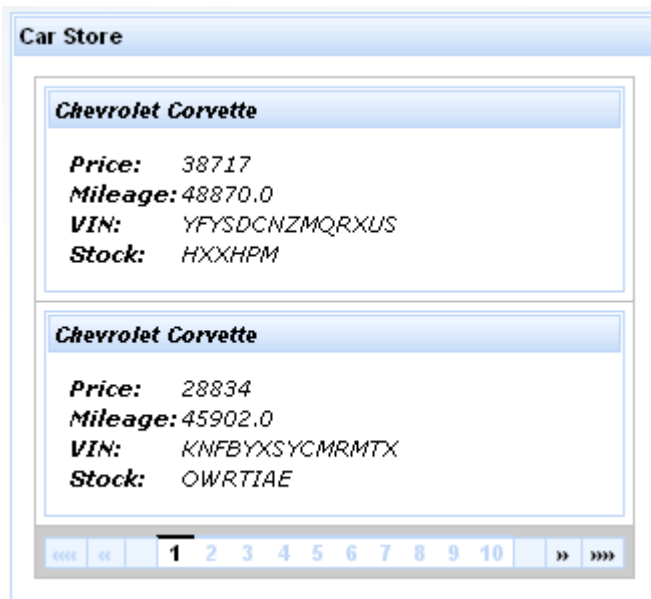 Car Store
Chevrolet Corvette
Price: 38717
Mileage: 48870.0
VIN: YFYSDCNZMQRXUS
Stock: HXXHPM
Chevrolet Corvette
Price: 28834
Mileage: 45902.0
VIN: KNFBYXSYCMRMTX
Stock: OWRTIAE
«« « 1 2 3 4 5 6 7 8 9 10 » »»